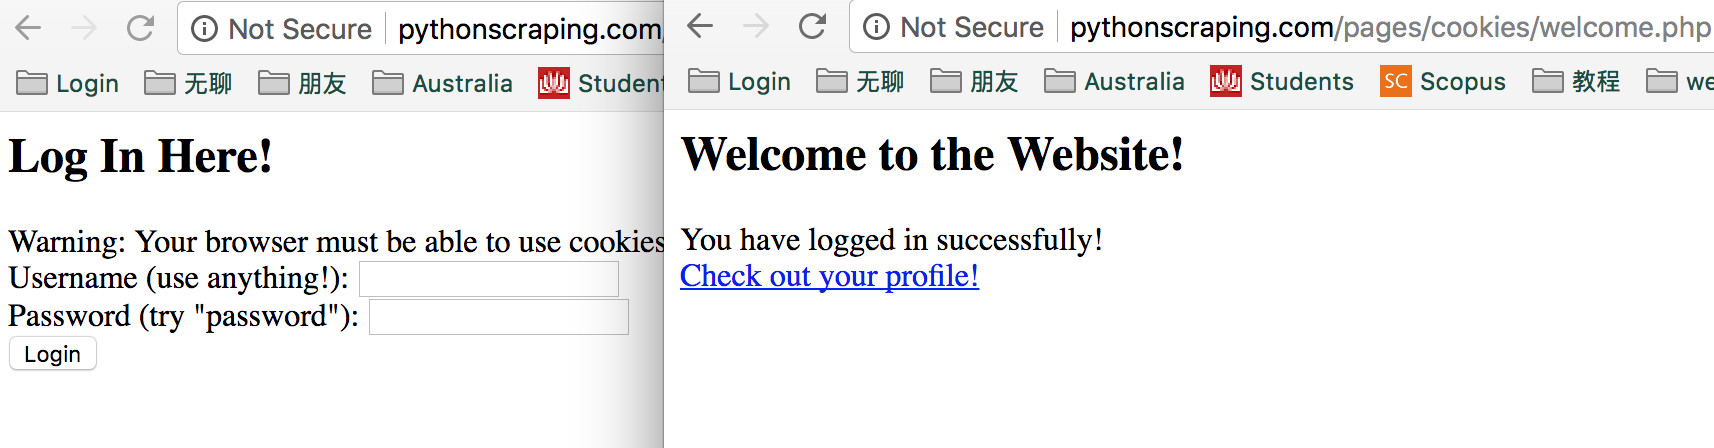 Not Secure pythonscraping.com
Login 无聊 朋友 Australia Student
Log In Here!
Warning: Your browser must be able to use cookies
Username (use anything!):
Password (try "password"):
Login
Not Secure pythonscraping.com/pages/cookies/welcome.php
Login 无聊 朋友 Australia Students SC Scopus 教程 we
Welcome to the Website!
You have logged in successfully!
Check out your profile!